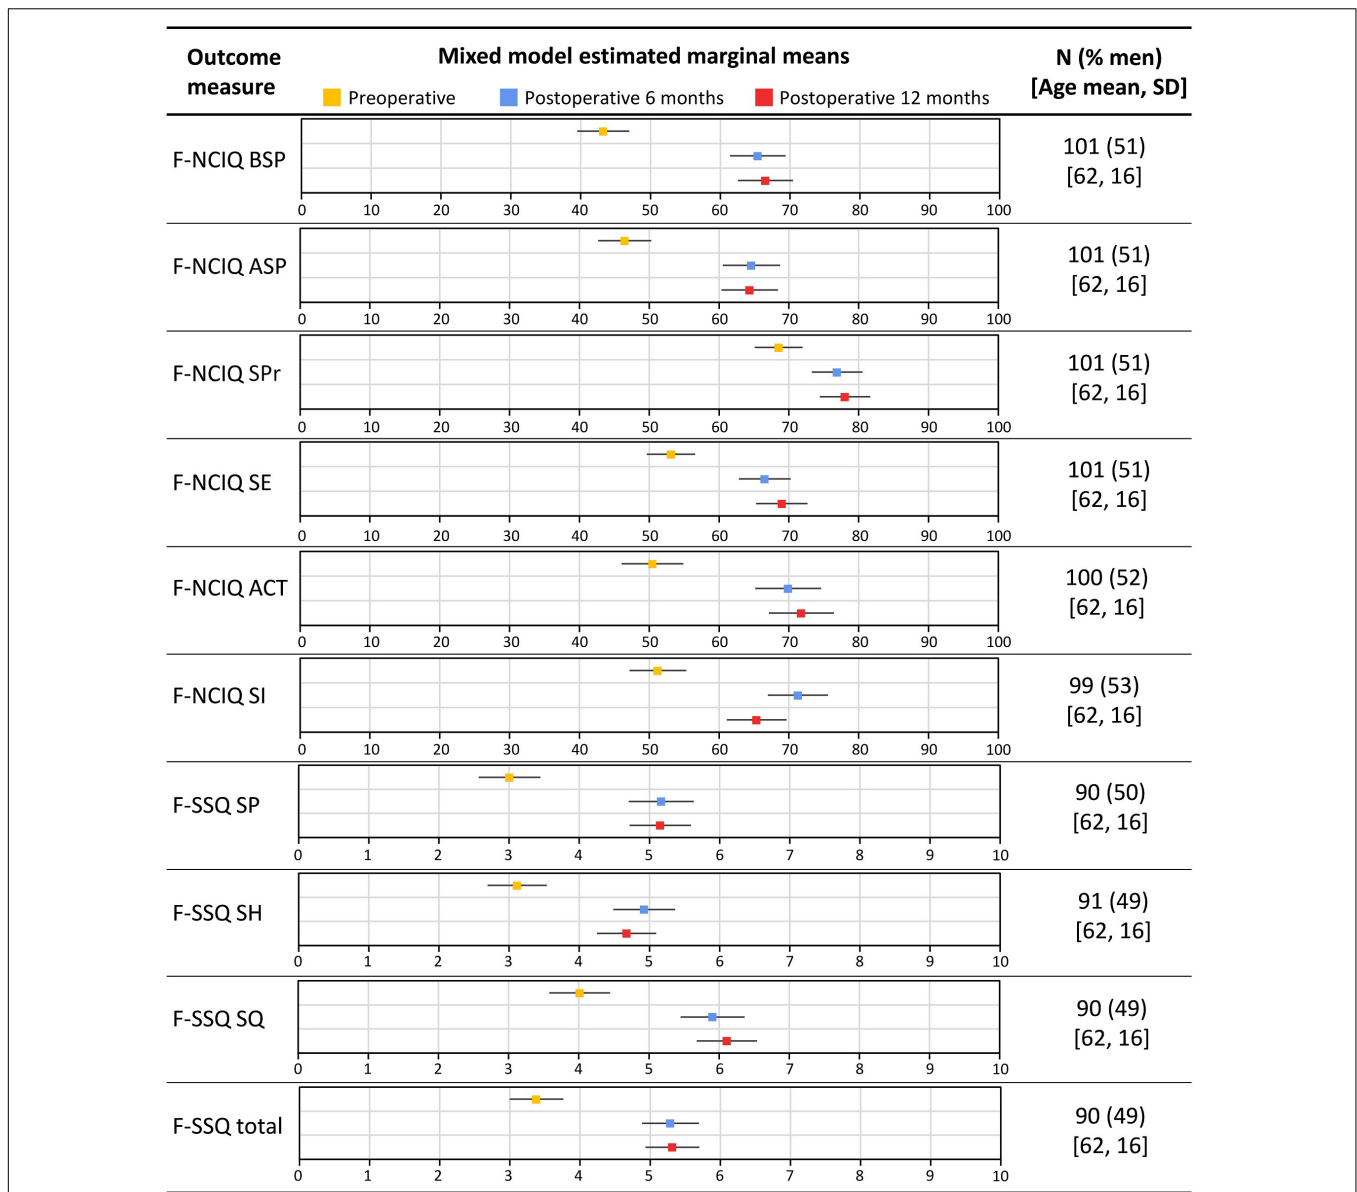 Outcome measure
Mixed model estimated marginal means
N (% men)
[Age mean, SD]
Preoperative Postoperative 6 months Postoperative 12 months
F-NCIQ BSP
101 (51)
[62, 16]
0 10 20 30 40 50 60 70 80 90 100
F-NCIQ ASP
101 (51)
[62, 16]
0 10 20 30 40 50 60 70 80 90 100
F-NCIQ SPr
101 (51)
[62, 16]
0 10 20 30 40 50 60 70 80 90 100
F-NCIQ SE
101 (51)
[62, 16]
0 10 20 30 40 50 60 70 80 90 100
F-NCIQ ACT
100 (52)
[62, 16]
0 10 20 30 40 50 60 70 80 90 100
F-NCIQ SI
99 (53)
[62, 16]
0 10 20 30 40 50 60 70 80 90 100
F-SSQ SP
90 (50)
[62, 16]
0 1 2 3 4 5 6 7 8 9 10
F-SSQ SH
91 (49)
[62, 16]
0 1 2 3 4 5 6 7 8 9 10
F-SSQ SQ
90 (49)
[62, 16]
0 1 2 3 4 5 6 7 8 9 10
F-SSQ total
90 (49)
[62, 16]
0 1 2 3 4 5 6 7 8 9 10